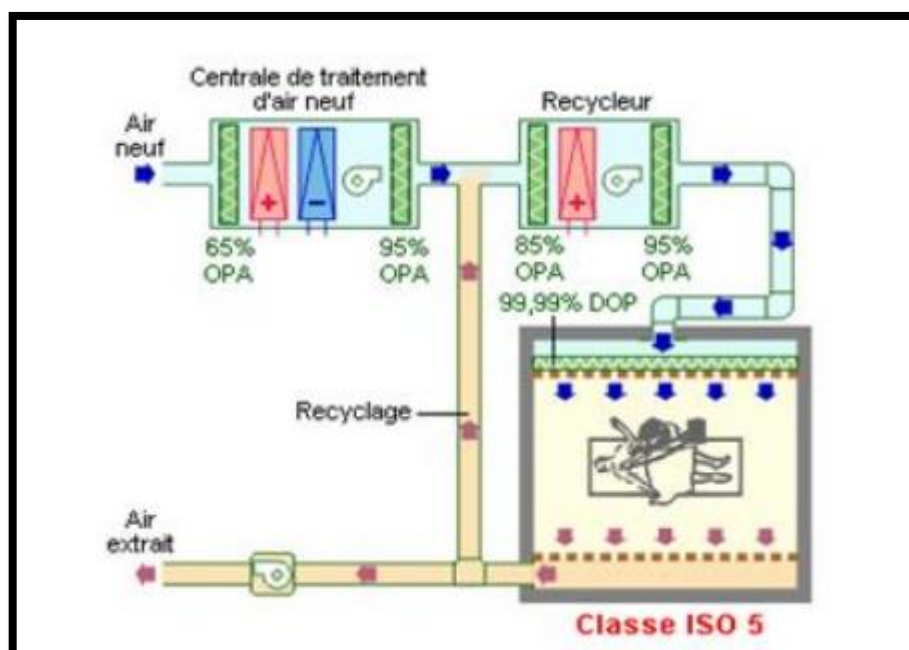 Centrale de traitement
d'air neuf
Recycleur
Air
neuf
+
−
+
65%
OPA
95%
OPA
85%
OPA
95%
OPA
99,99% DOP
Recyclage
Air
extrait
Classe ISO 5